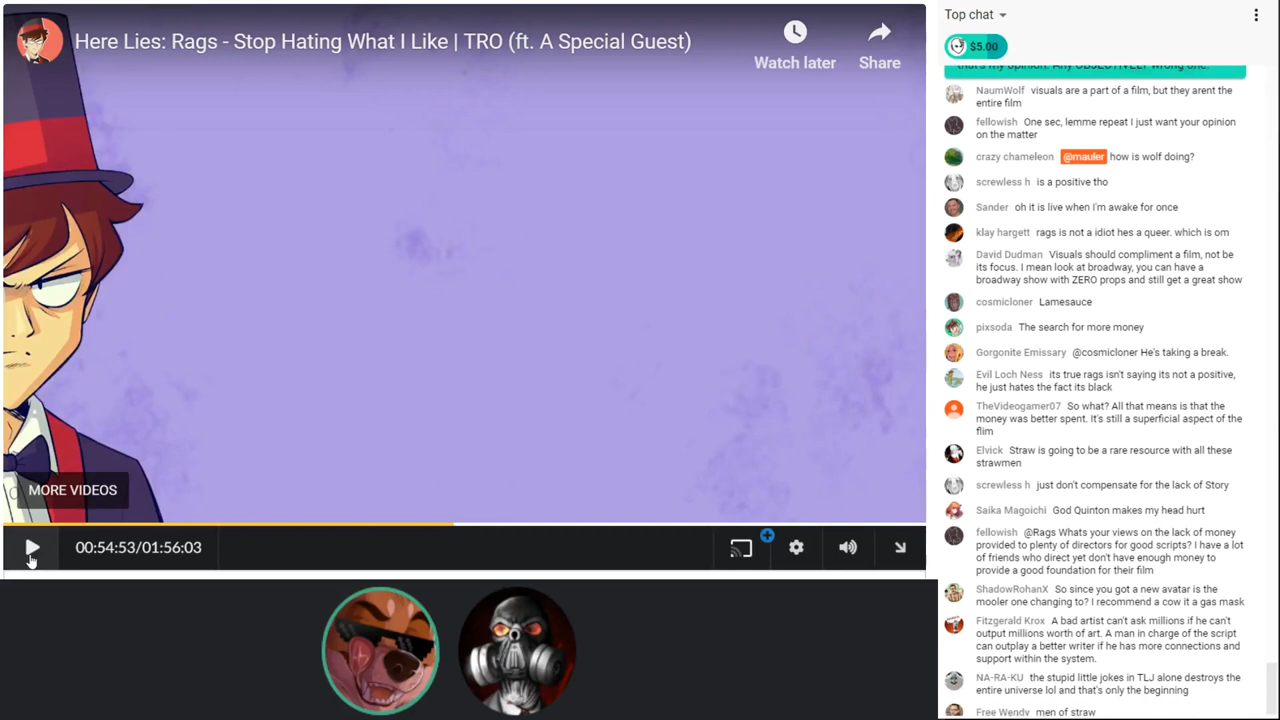 Here Lies: Rags - Stop Hating What I Like | TRO (ft. A Special Guest)
Watch later
Share
MORE VIDEOS
00:54:53/01:56:03
Top chat
$5.00
that's my opinion. Any OBJECTIVELY wrong one.
NaumWolf visuals are a part of a film, but they arent the
entire film
fellowish One sec, lemme repeat I just want your opinion
on the matter
crazy chameleon @mauler how is wolf doing?
screwless h is a positive tho
Sander oh it is live when I'm awake for once
klay hargett rags is not a idiot hes a queer. which is om
David Dudman Visuals should compliment a film, not be
its focus. I mean look at broadway, you can have a
broadway show with ZERO props and still get a great show
cosmicloner Lamesauce
pixsoda The search for more money
Gorgonite Emissary @cosmicloner He's taking a break.
Evil Loch Ness its true rags isn't saying its not a positive,
he just hates the fact its black
TheVideogamer07 So what? All that means is that the
money was better spent. It's still a superficial aspect of the
flim
Elvick Straw is going to be a rare resource with all these
strawmen
screwless h just don't compensate for the lack of Story
Saika Magoichi God Quinton makes my head hurt
fellowish @Rags Whats your views on the lack of money
provided to plenty of directors for good scripts? I have a lot
of friends who direct yet don't have enough money to
provide a good foundation for their film
ShadowRohanX So since you got a new avatar is the
mooler one changing to? I recommend a cow it a gas mask
Fitzgerald Krox A bad artist can't ask millions if he can't
output millions worth of art. A man in charge of the script
can outplay a better writer if he has more connections and
support within the system.
NA-RA-KU the stupid little jokes in TLJ alone destroys the
entire universe lol and that's only the beginning
Free Wendy men of straw